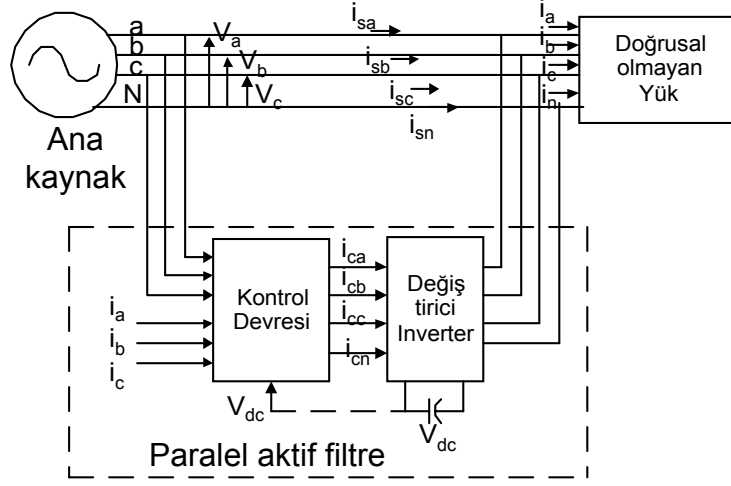 a
b
c
N
V_a
V_b
V_c
i_sa
i_sb
i_sc
i_sn
i_a
i_b
i_c
i_n
Doğrusal
olmayan
Yük
Ana
kaynak
i_a
i_b
i_c
Kontrol
Devresi
i_ca
i_cb
i_cc
i_cn
Değiş
tirici
Inverter
V_dc
V_dc
Paralel aktif filtre